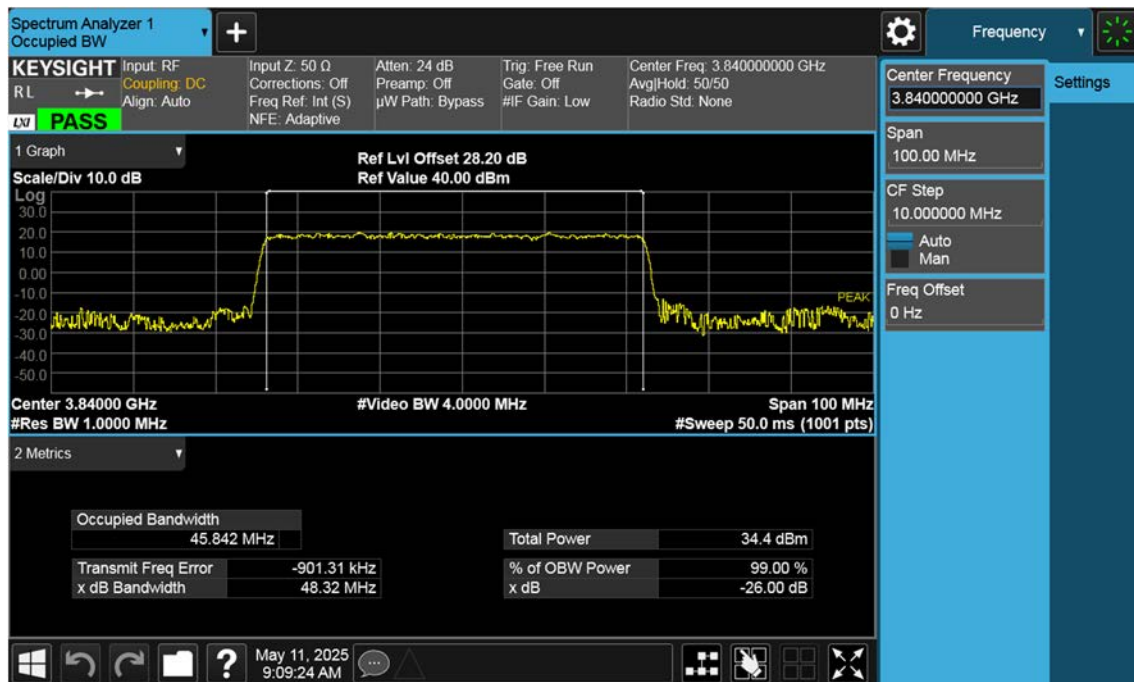 Spectrum Analyzer 1
Occupied BW
+
Frequency
KEYSIGHT
RL
LXI
PASS
Input: RF
Coupling: DC
Align: Auto
Input Z: 50 Ω
Corrections: Off
Freq Ref: Int (S)
NFE: Adaptive
Atten: 24 dB
Preamp: Off
µW Path: Bypass
Trig: Free Run
Gate: Off
#IF Gain: Low
Center Freq: 3.840000000 GHz
Avg|Hold: 50/50
Radio Std: None
Center Frequency
3.840000000 GHz
Settings
Span
100.00 MHz
CF Step
10.000000 MHz
Auto
Man
Freq Offset
0 Hz
1 Graph
Scale/Div 10.0 dB
Ref Lvl Offset 28.20 dB
Ref Value 40.00 dBm
Log
30.0
20.0
10.0
0.00
-10.0
-20.0
-30.0
-40.0
-50.0
PEAK
Center 3.84000 GHz
#Video BW 4.0000 MHz
Span 100 MHz
#Res BW 1.0000 MHz
#Sweep 50.0 ms (1001 pts)
2 Metrics
Occupied Bandwidth
45.842 MHz
Total Power 34.4 dBm
Transmit Freq Error -901.31 kHz
% of OBW Power 99.00 %
x dB Bandwidth 48.32 MHz
x dB -26.00 dB
?
May 11, 2025
9:09:24 AM